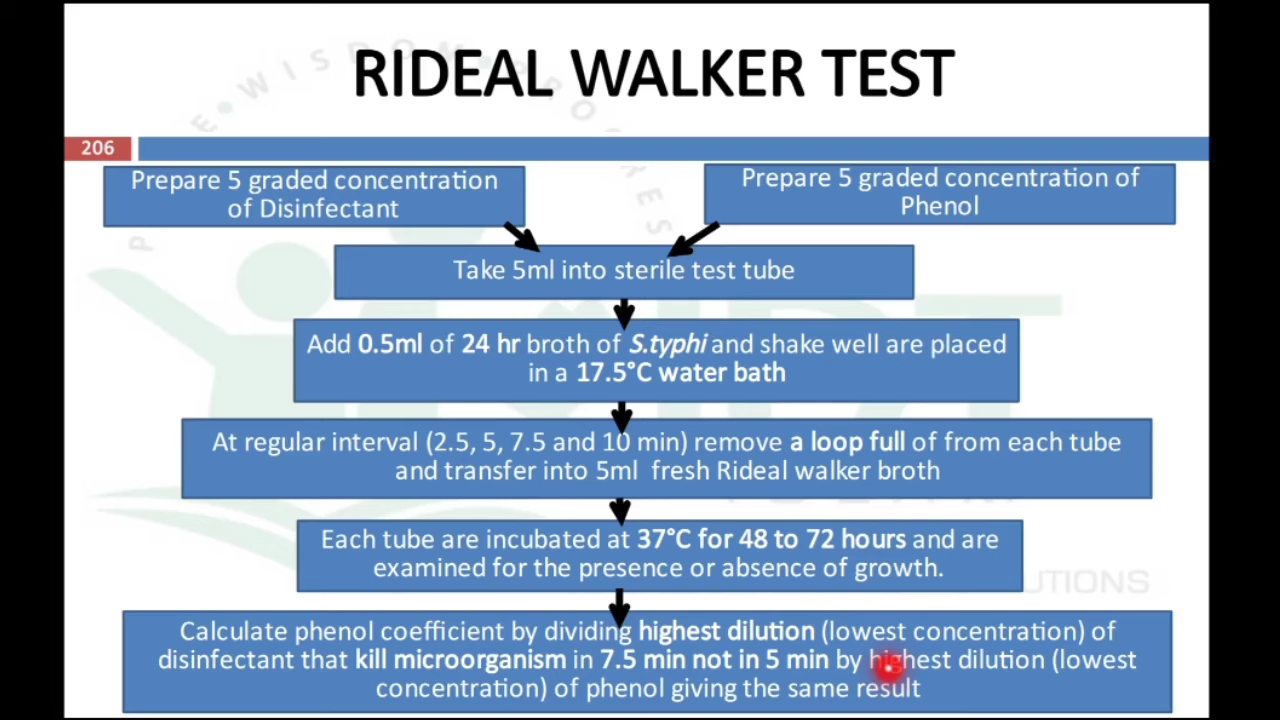 RIDEAL WALKER TEST
206
Prepare 5 graded concentration
of Disinfectant
Prepare 5 graded concentration of
Phenol
Take 5ml into sterile test tube
Add 0.5ml of 24 hr broth of S.typhi and shake well are placed
in a 17.5°C water bath
At regular interval (2.5, 5, 7.5 and 10 min) remove a loop full of from each tube
and transfer into 5ml fresh Rideal walker broth
Each tube are incubated at 37°C for 48 to 72 hours and are
examined for the presence or absence of growth.
Calculate phenol coefficient by dividing highest dilution (lowest concentration) of
disinfectant that kill microorganism in 7.5 min not in 5 min by highest dilution (lowest
concentration) of phenol giving the same result